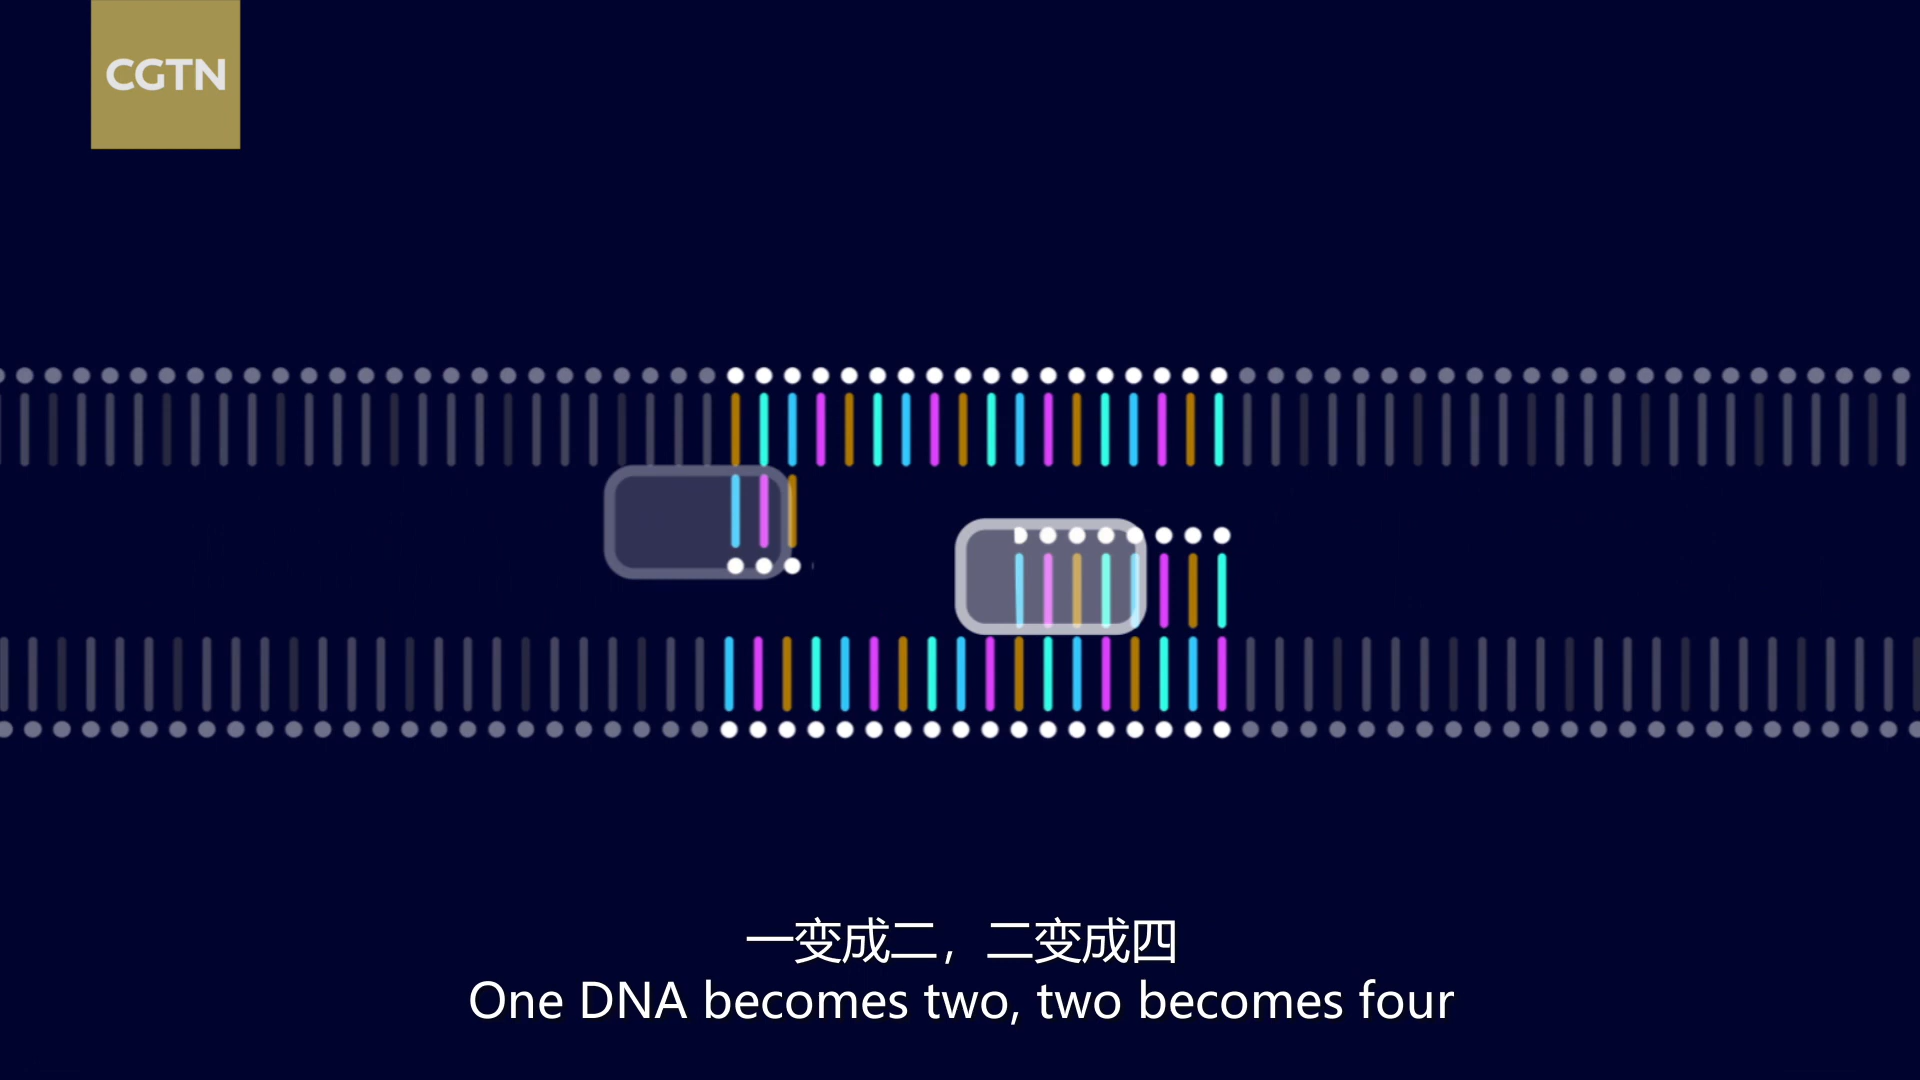 CGTN
一变成二，二变成四
One DNA becomes two, two becomes four